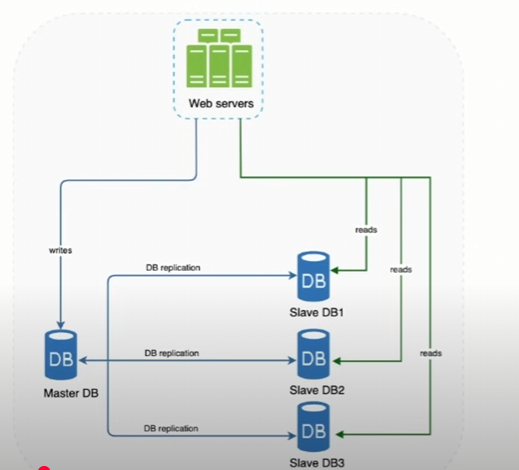 Web servers
writes
reads
reads
reads
DB replication
DB
Slave DB1
DB
Master DB
DB replication
DB
Slave DB2
DB replication
DB
Slave DB3